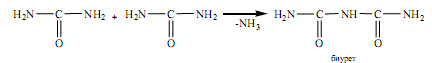 H₂N—C—NH₂ + H₂N—C—NH₂ -NH₃ H₂N—C—NH—C—NH₂
O O O O
биурет